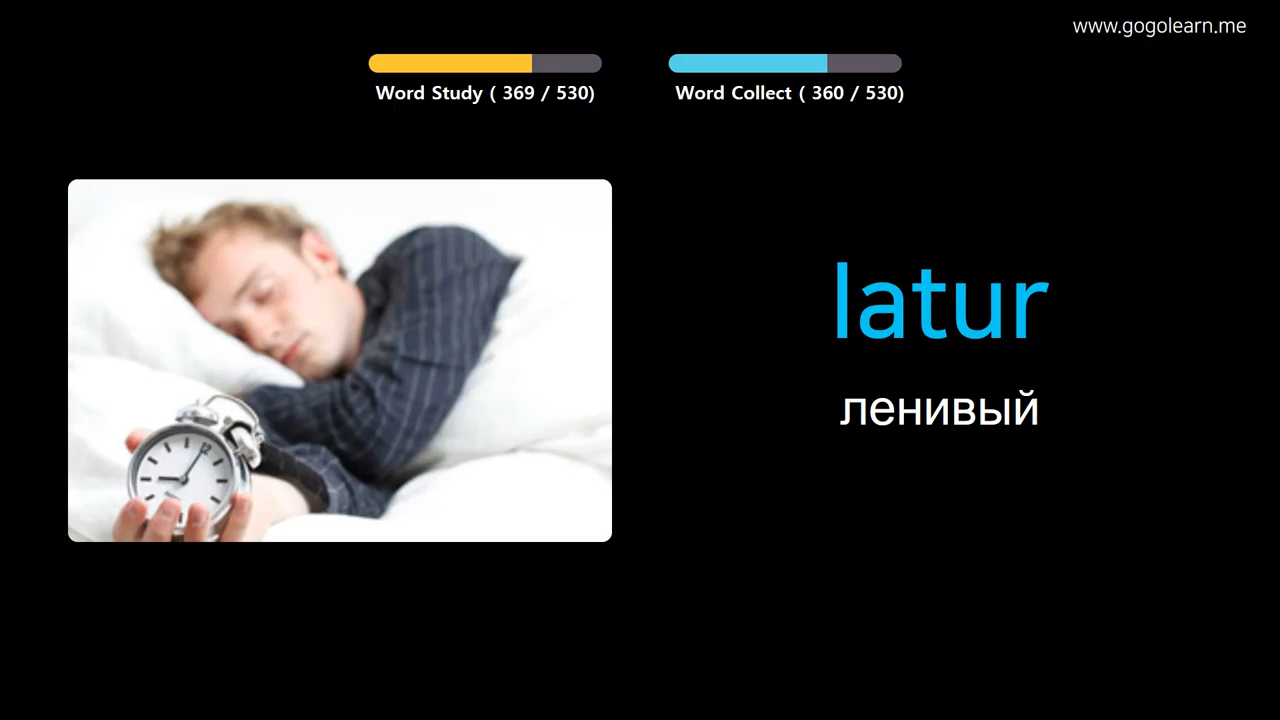 www.gogolearn.me
Word Study ( 369 / 530)
Word Collect ( 360 / 530)
latur
ленивый